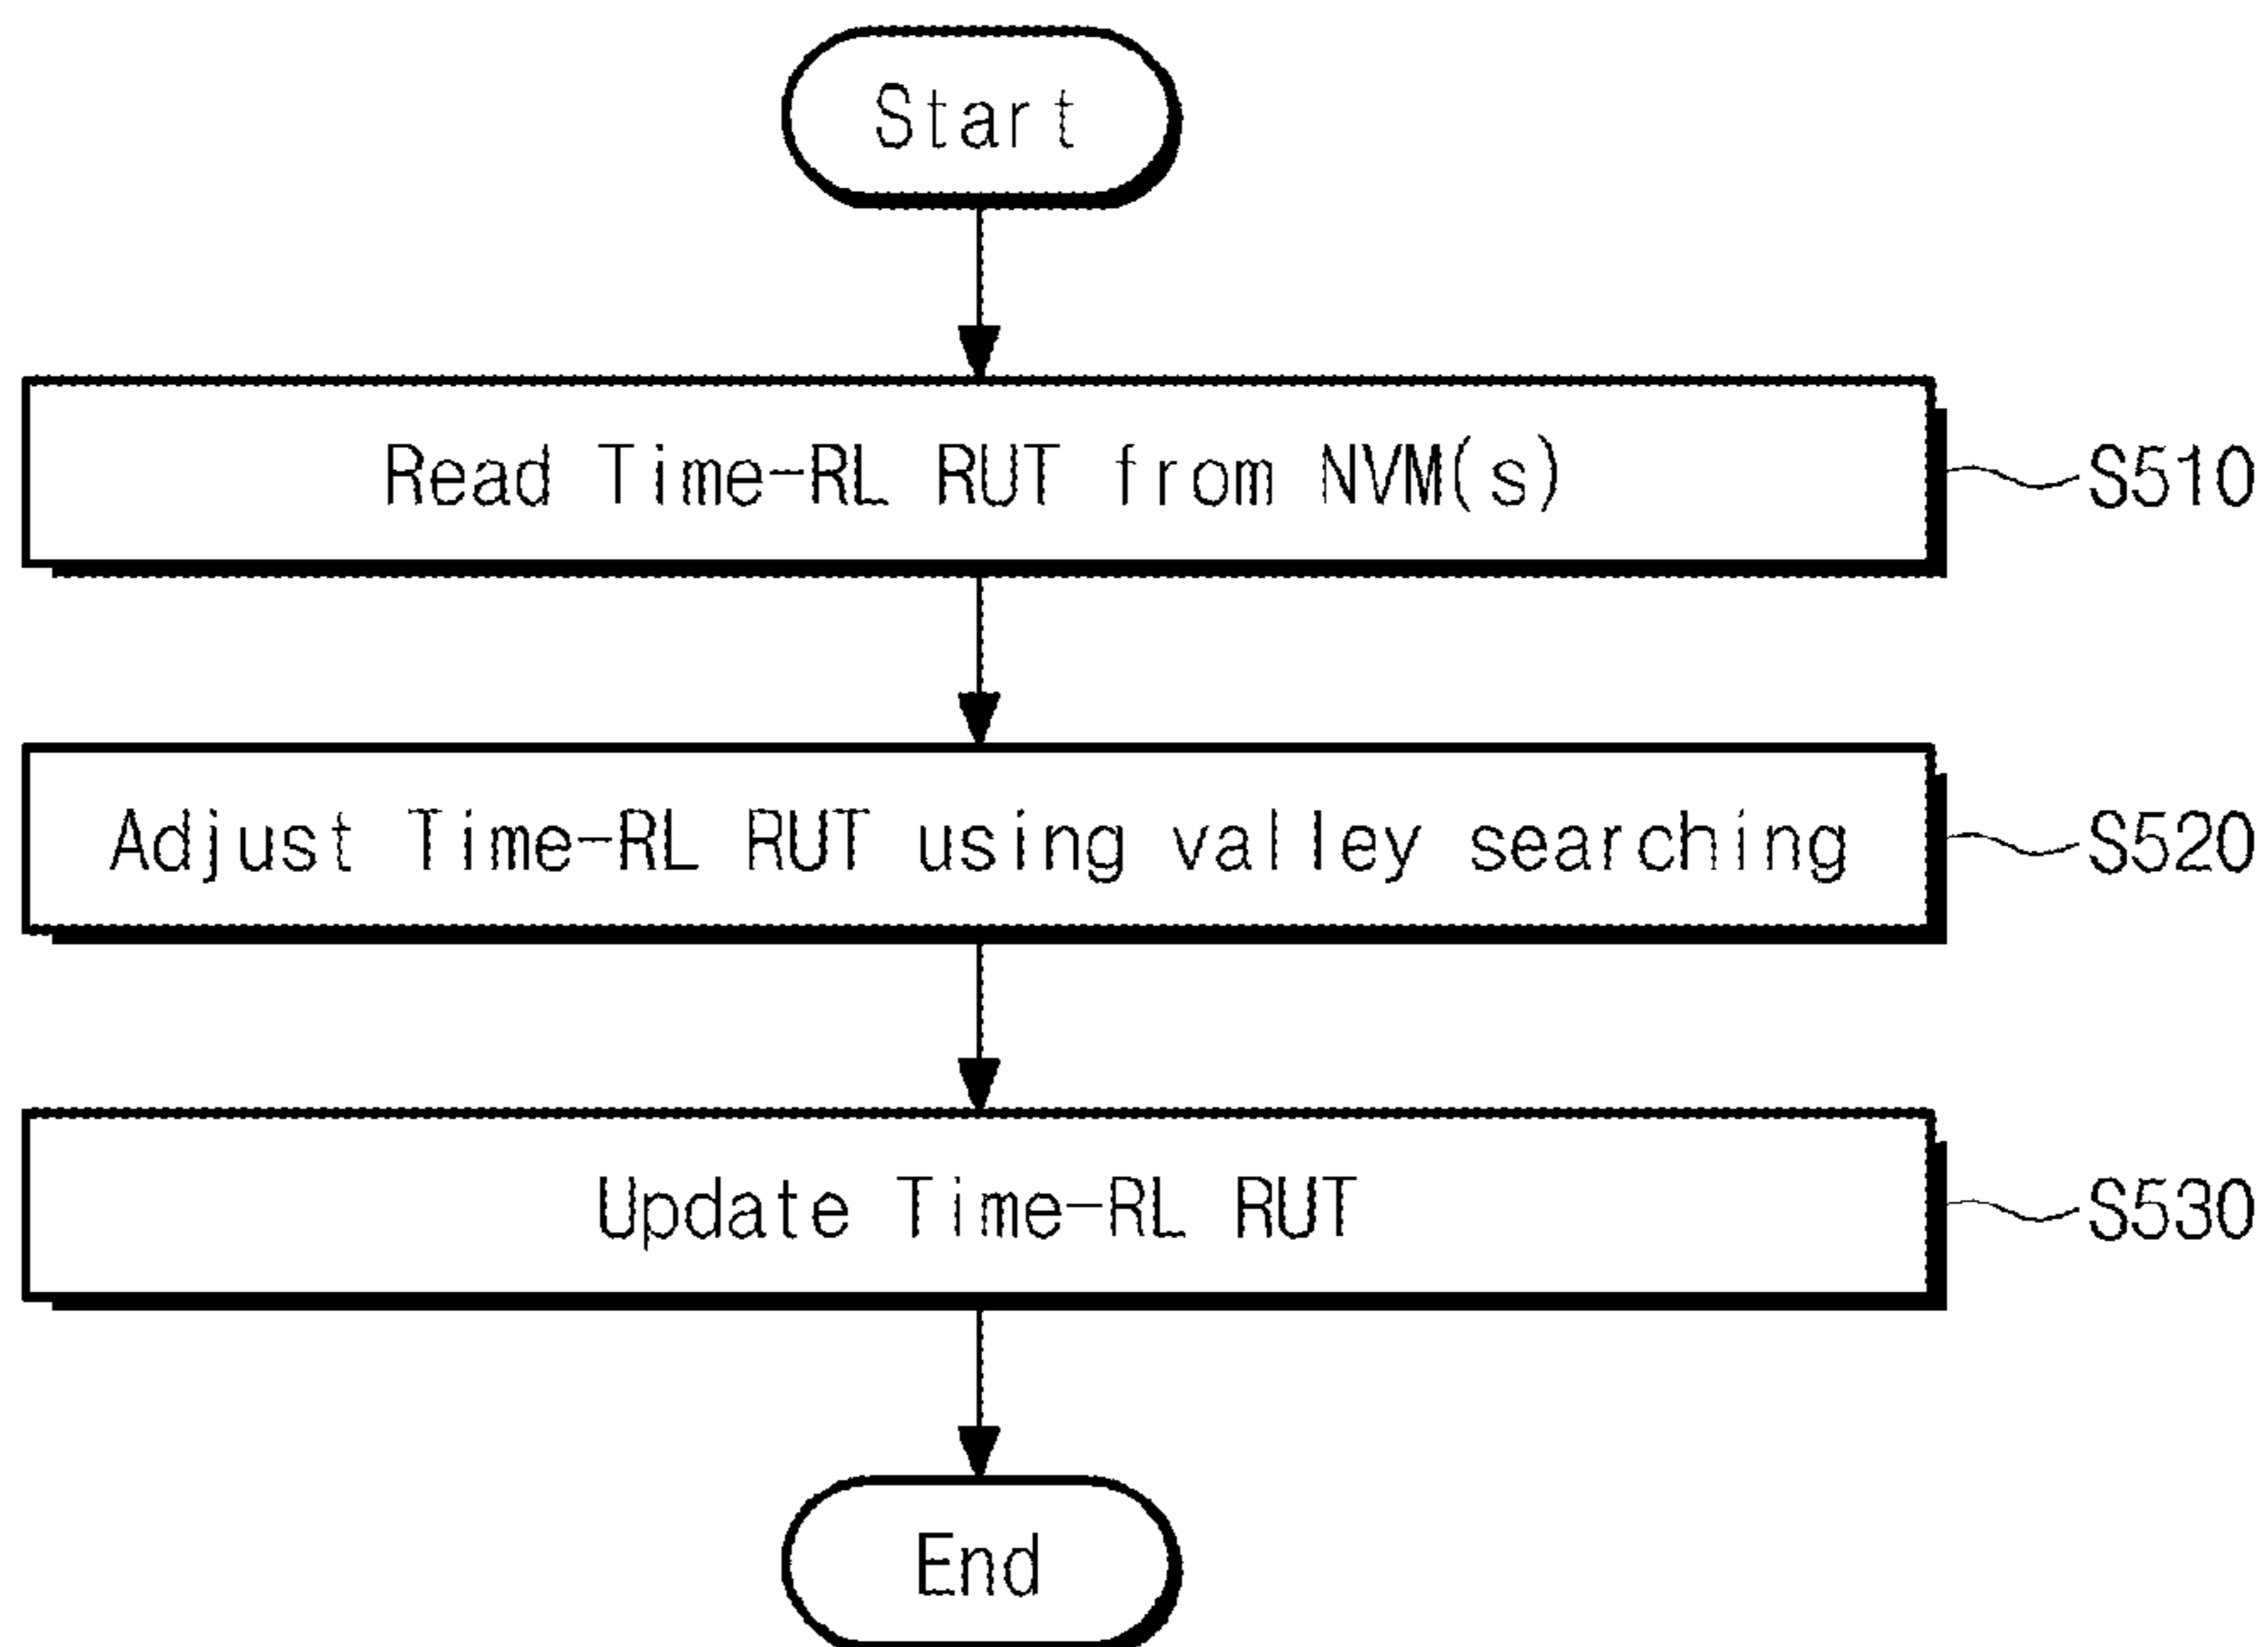 Start
Read Time-RL RUT from NVM(s)
S510
Adjust Time-RL RUT using valley searching
S520
Update Time-RL RUT
S530
End